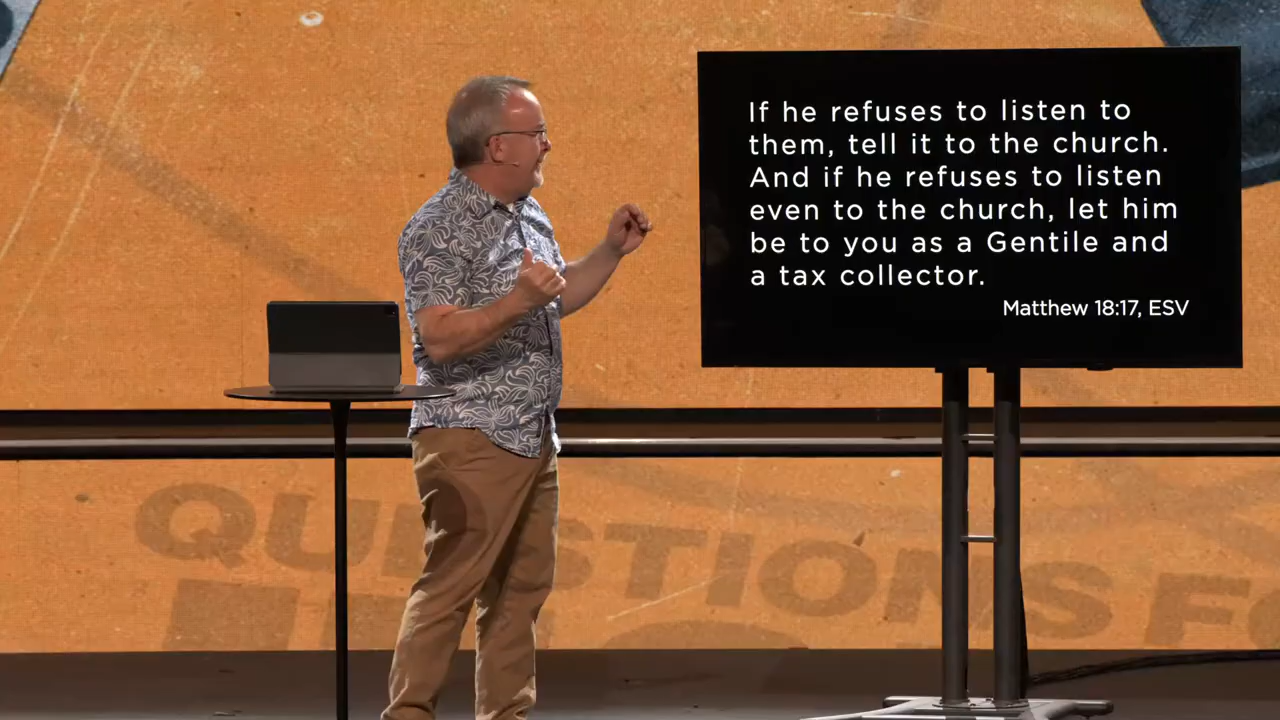 If he refuses to listen to
them, tell it to the church.
And if he refuses to listen
even to the church, let him
be to you as a Gentile and
a tax collector.
Matthew 18:17, ESV
QUESTIONS